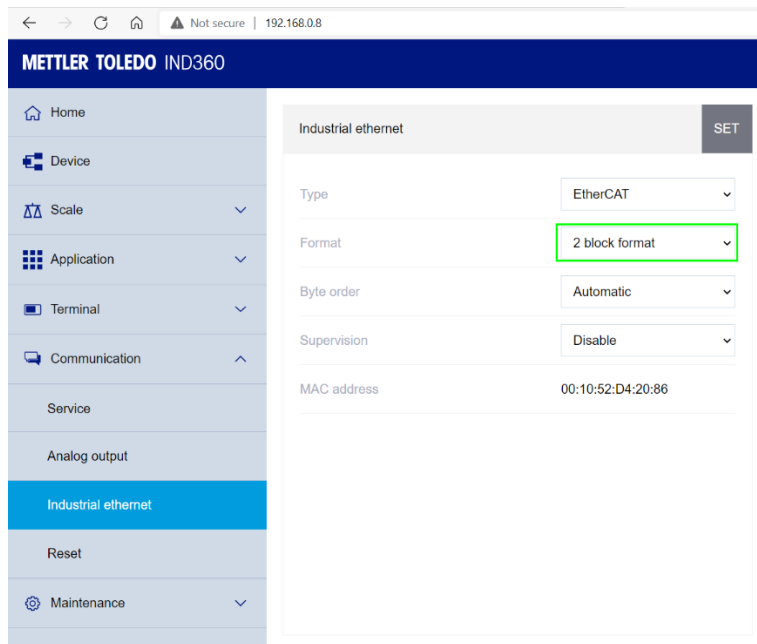 Not secure | 192.168.0.8
METTLER TOLEDO IND360
Home
Device
Scale
Application
Terminal
Communication
Service
Analog output
Industrial ethernet
Reset
Maintenance
Industrial ethernet SET
Type EtherCAT
Format 2 block format
Byte order Automatic
Supervision Disable
MAC address 00:10:52:D4:20:86